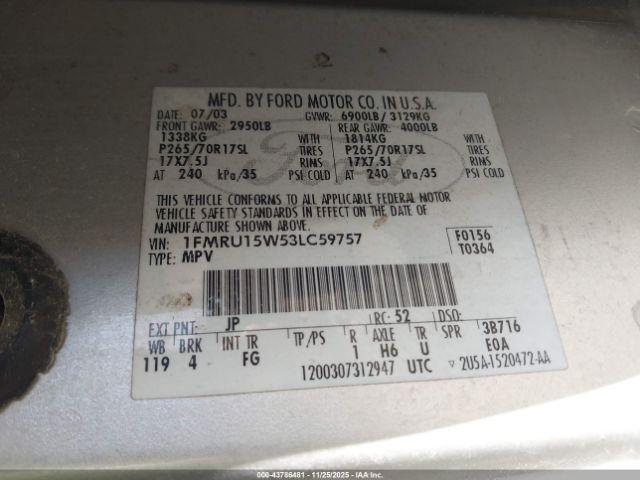 MFD. BY FORD MOTOR CO. IN U.S.A.
DATE: 07/03 GVWR: 6900LB/ 3129KG
FRONT GAWR: 2950LB REAR GAWR: 4000LB
1338KG WITH 1814KG WITH
P265/70R17SL TIRES P265/70R17SL TIRES
17X7.5J RIMS 17X7.5J RIMS
AT 240 kPa/35 PSI COLD AT 240 kPa/35 PSI COLD
THIS VEHICLE CONFORMS TO ALL APPLICABLE FEDERAL MOTOR
VEHICLE SAFETY STANDARDS IN EFFECT ON THE DATE OF
MANUFACTURE SHOWN ABOVE.
VIN: 1FMRU15W53LC59757 F0156
TYPE: MPV T0364
EXT PNT: JP RC: 52 DSO:
WB BRK INT TR TP/PS R AXLE TR SPR 3B716
119 4 FG 1 H6 U E0A
1200307312947 UTC ▽ 2U5A-1520472-AA
Ford
#43786481 - 11/25/2025 - IAA Inc.